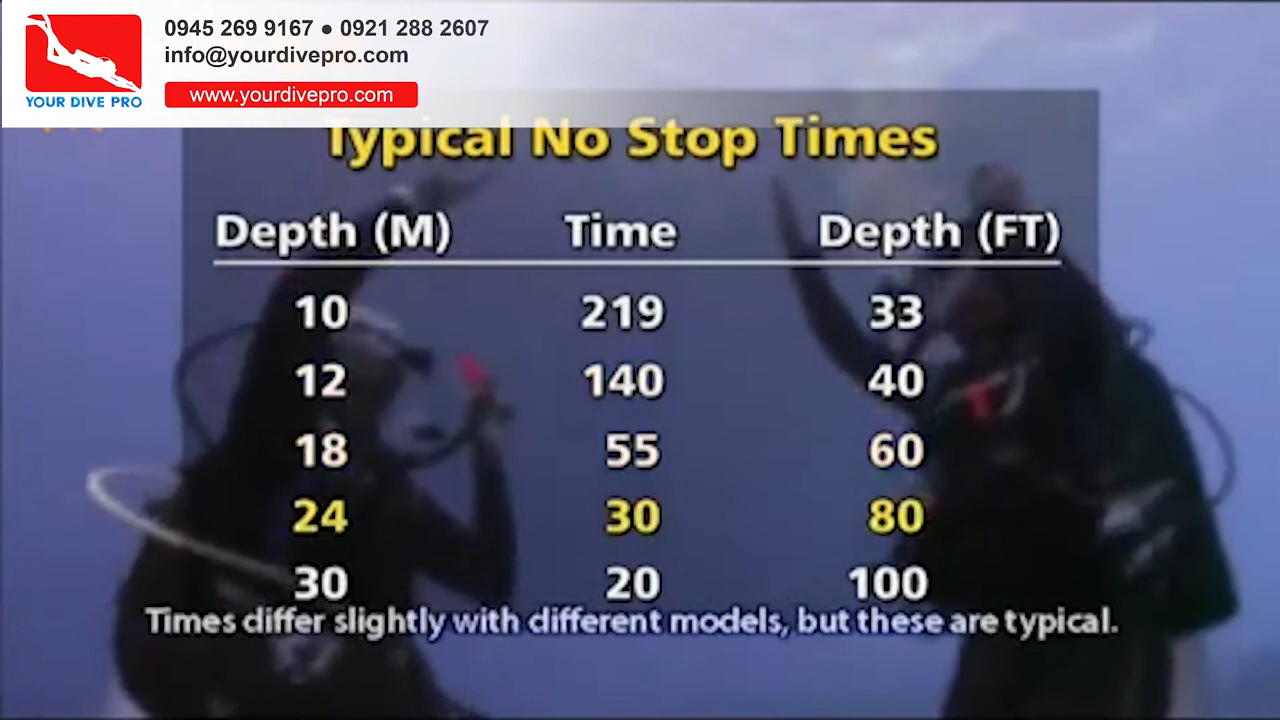 0945 269 9167 ● 0921 288 2607
info@yourdivepro.com
YOUR DIVE PRO
www.yourdivepro.com
Typical No Stop Times
Depth (M) Time Depth (FT)
10 219 33
12 140 40
18 55 60
24 30 80
30 20 100
Times differ slightly with different models, but these are typical.